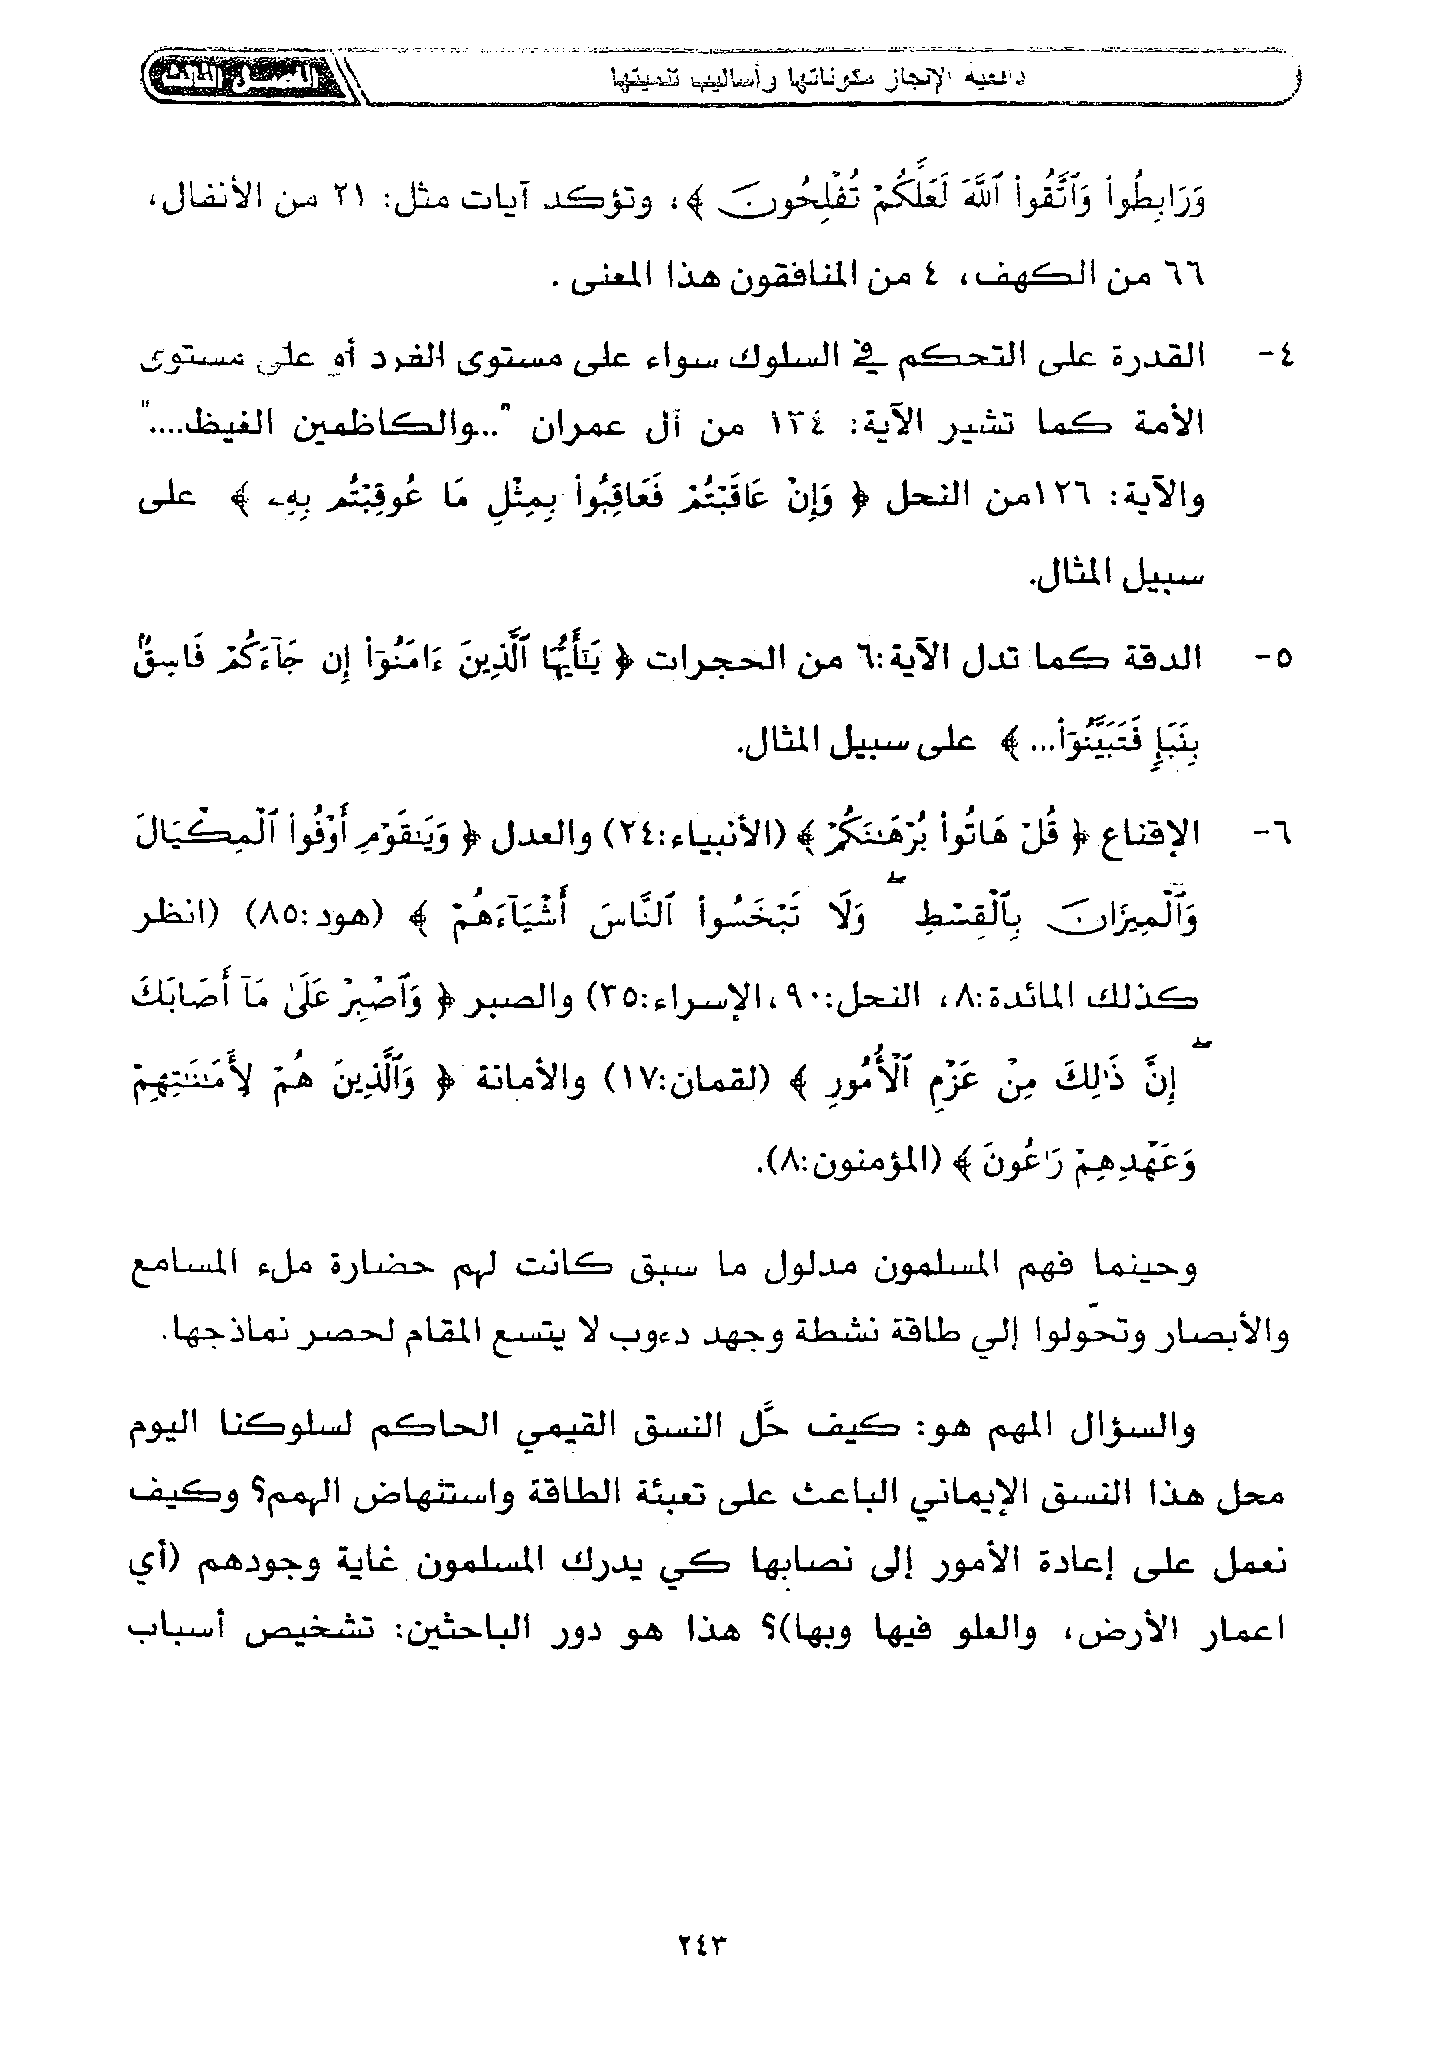 دافعية الإنجاز مكوناتها وأساليب تنميتها
وَرَابِطُوا۟ وَٱتَّقُوا۟ ٱللَّهَ لَعَلَّكُمْ تُفْلِحُونَ ﴾، وتؤكد آيات مثل: ٢١ من الأنفال،
٦٦ من الكهف، ٤ من المنافقون هذا المعنى .
٤- القدرة على التحكم في السلوك سواء على مستوى الفرد أو على مستوى
الأمة كما تشير الآية: ١٣٤ من آل عمران "...والكاظمين الغيظ...."
والآية: ١٢٦من النحل ﴿ وَإِنْ عَاقَبْتُمْ فَعَاقِبُوا۟ بِمِثْلِ مَا عُوقِبْتُم بِهِۦ ﴾ على
سبيل المثال.
٥- الدقة كما تدل الآية:٦ من الحجرات ﴿ يَـٰٓأَيُّهَا ٱلَّذِينَ ءَامَنُوٓا۟ إِن جَآءَكُمْ فَاسِقٌۢ
بِنَبَإٍ فَتَبَيَّنُوٓا۟... ﴾ على سبيل المثال.
٦- الإقناع ﴿ قُلْ هَاتُوا۟ بُرْهَـٰنَكُمْ ﴾ (الأنبياء:٢٤) والعدل ﴿ وَيَـٰقَوْمِ أَوْفُوا۟ ٱلْمِكْيَالَ
وَٱلْمِيزَانَ بِٱلْقِسْطِ ۖ وَلَا تَبْخَسُوا۟ ٱلنَّاسَ أَشْيَآءَهُمْ ﴾ (هود:٨٥) (انظر
كذلك المائدة:٨، النحل:٩٠،الإسراء:٣٥) والصبر ﴿ وَٱصْبِرْ عَلَىٰ مَآ أَصَابَكَ
ۖ إِنَّ ذَٰلِكَ مِنْ عَزْمِ ٱلْأُمُورِ ﴾ (لقمان:١٧) والأمانة ﴿ وَٱلَّذِينَ هُمْ لِأَمَـٰنَـٰتِهِمْ
وَعَهْدِهِمْ رَٰعُونَ ﴾ (المؤمنون:٨).
وحينما فهم المسلمون مدلول ما سبق كانت لهم حضارة ملء المسامع
والأبصار وتحَولوا إلي طاقة نشطة وجهد دءوب لا يتسع المقام لحصر نماذجها.
والسؤال المهم هو: كيف حَّل النسق القيمي الحاكم لسلوكنا اليوم
محل هذا النسق الإيماني الباعث على تعبئة الطاقة واستنهاض الهمم؟ وكيف
نعمل على إعادة الأمور إلى نصابها كي يدرك المسلمون غاية وجودهم (أي
اعمار الأرض، والعلو فيها وبها)؟ هذا هو دور الباحثين: تشخيص أسباب
٢٤٣